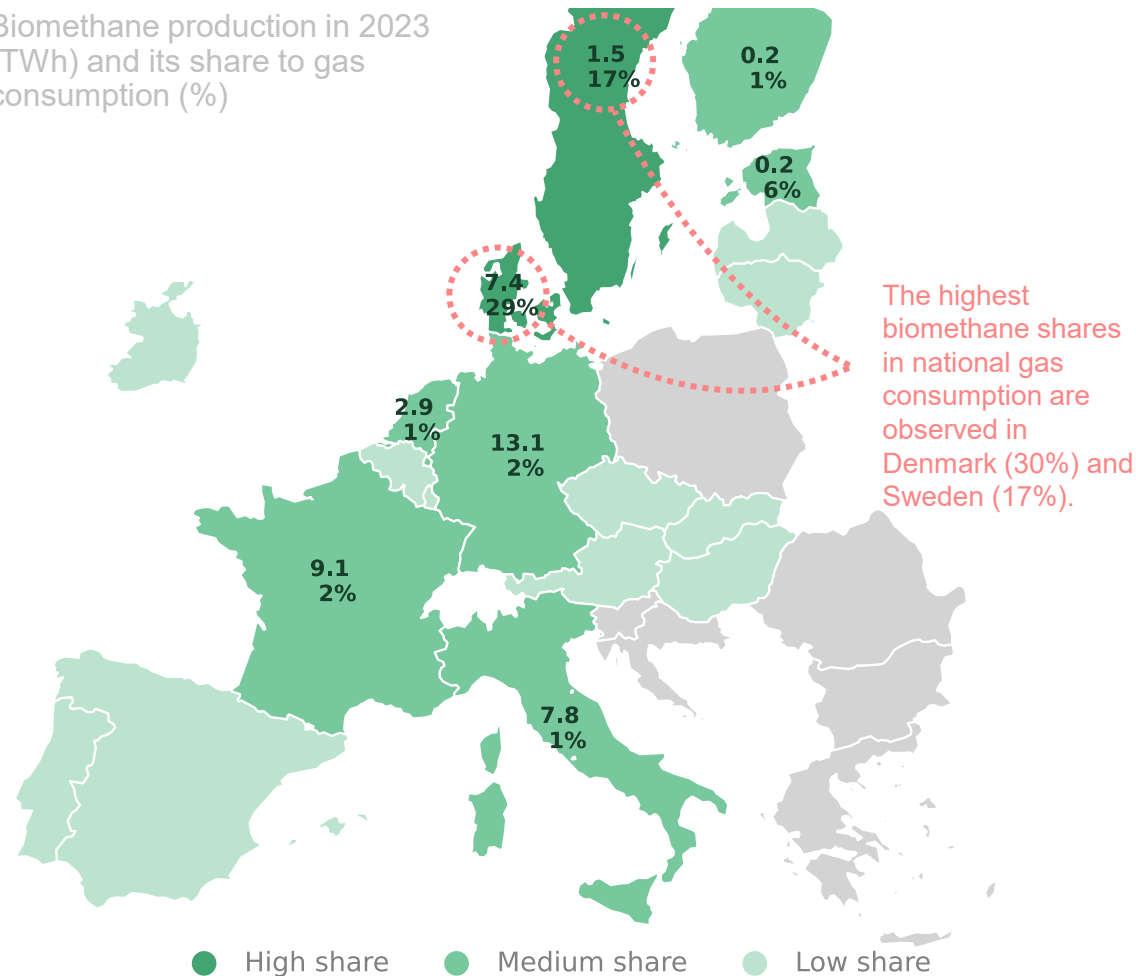 Biomethane production in 2023
(TWh) and its share to gas
consumption (%)
1.5
17%
0.2
1%
0.2
6%
7.4
29%
The highest
biomethane shares
in national gas
consumption are
observed in
Denmark (30%) and
Sweden (17%).
2.9
1%
13.1
2%
9.1
2%
7.8
1%
High share
Medium share
Low share